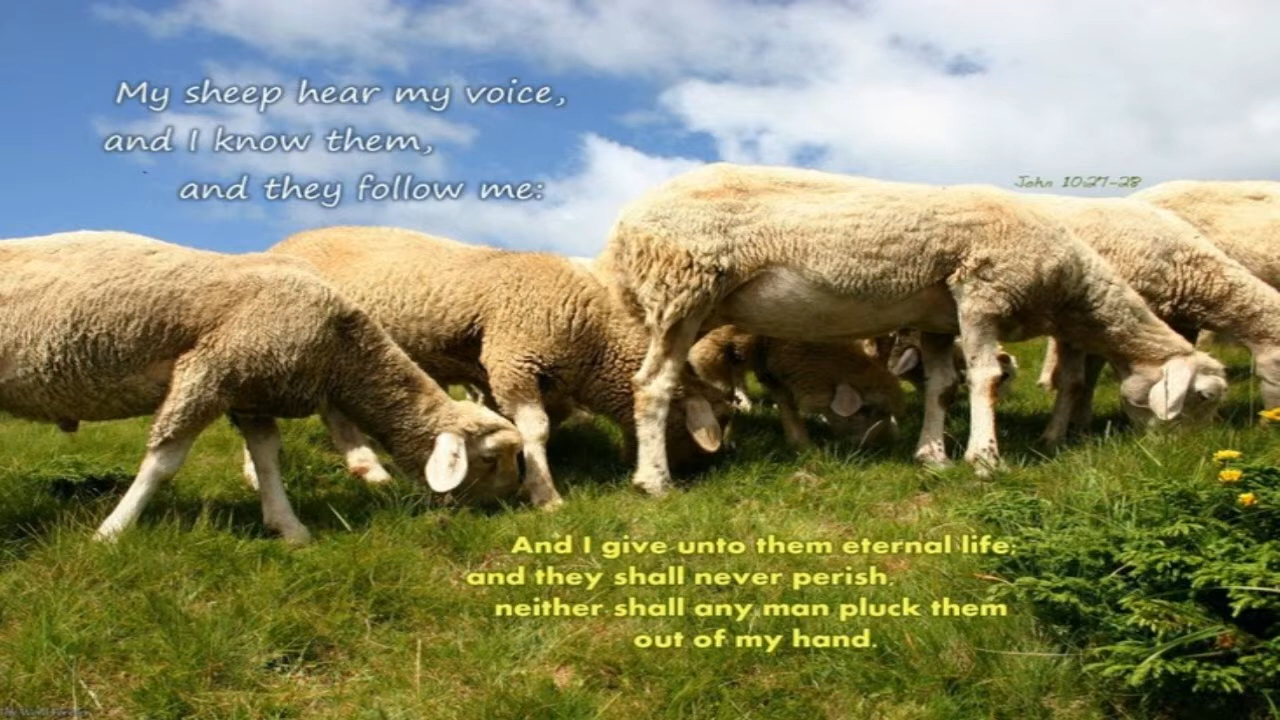 My sheep hear my voice,
and I know them,
and they follow me:
John 10:27-28
And I give unto them eternal life;
and they shall never perish,
neither shall any man pluck them
out of my hand.